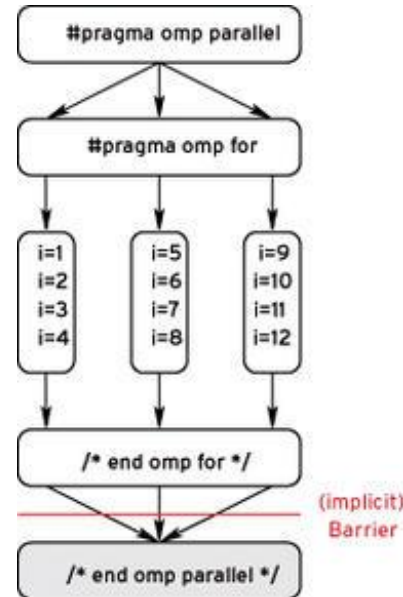 #pragma omp parallel
#pragma omp for
i=1
i=2
i=3
i=4
i=5
i=6
i=7
i=8
i=9
i=10
i=11
i=12
/* end omp for */
(implicit)
Barrier
/* end omp parallel */